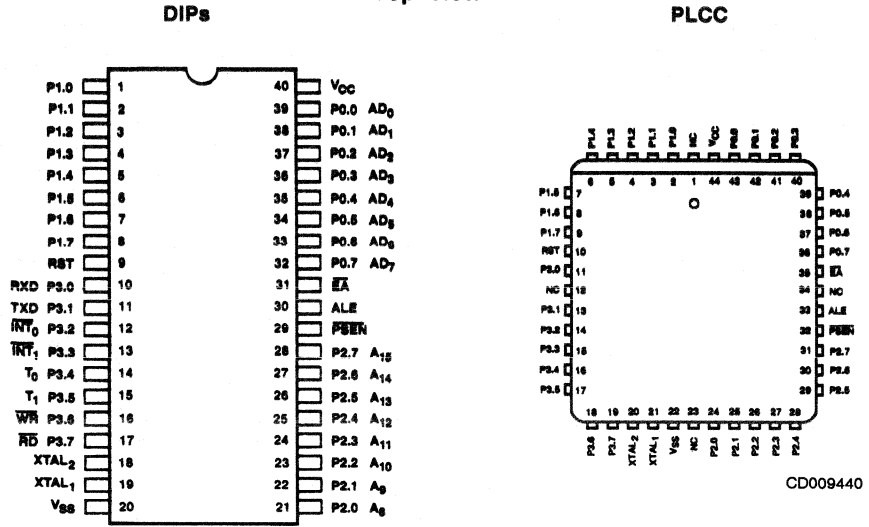 DIPs
PLCC
P1.0 1 40 VCC
P1.1 2 39 P0.0 AD0
P1.2 3 38 P0.1 AD1
P1.3 4 37 P0.2 AD2
P1.4 5 36 P0.3 AD3
P1.5 6 35 P0.4 AD4
P1.6 7 34 P0.5 AD5
P1.7 8 33 P0.6 AD6
RST 9 32 P0.7 AD7
RXD P3.0 10 31 EA
TXD P3.1 11 30 ALE
INT0 P3.2 12 29 PSEN
INT1 P3.3 13 28 P2.7 A15
T0 P3.4 14 27 P2.6 A14
T1 P3.5 15 26 P2.5 A13
WR P3.6 16 25 P2.4 A12
RD P3.7 17 24 P2.3 A11
XTAL2 18 23 P2.2 A10
XTAL1 19 22 P2.1 A9
VSS 20 21 P2.0 A8
P1.4 P1.3 P1.2 P1.1 P1.0 NC VCC P0.0 P0.1 P0.2 P0.3
6 5 4 3 2 1 44 43 42 41 40
P1.5 7 39 P0.4
P1.6 8 38 P0.5
P1.7 9 37 P0.6
RST 10 36 P0.7
P3.0 11 35 EA
NC 12 34 NC
P3.1 13 33 ALE
P3.2 14 32 PSEN
P3.3 15 31 P2.7
P3.4 16 30 P2.6
P3.5 17 29 P2.5
18 19 20 21 22 23 24 25 26 27 28
P3.6 P3.7 XTAL2 XTAL1 VSS NC P2.0 P2.1 P2.2 P2.3 P2.4
CD009440